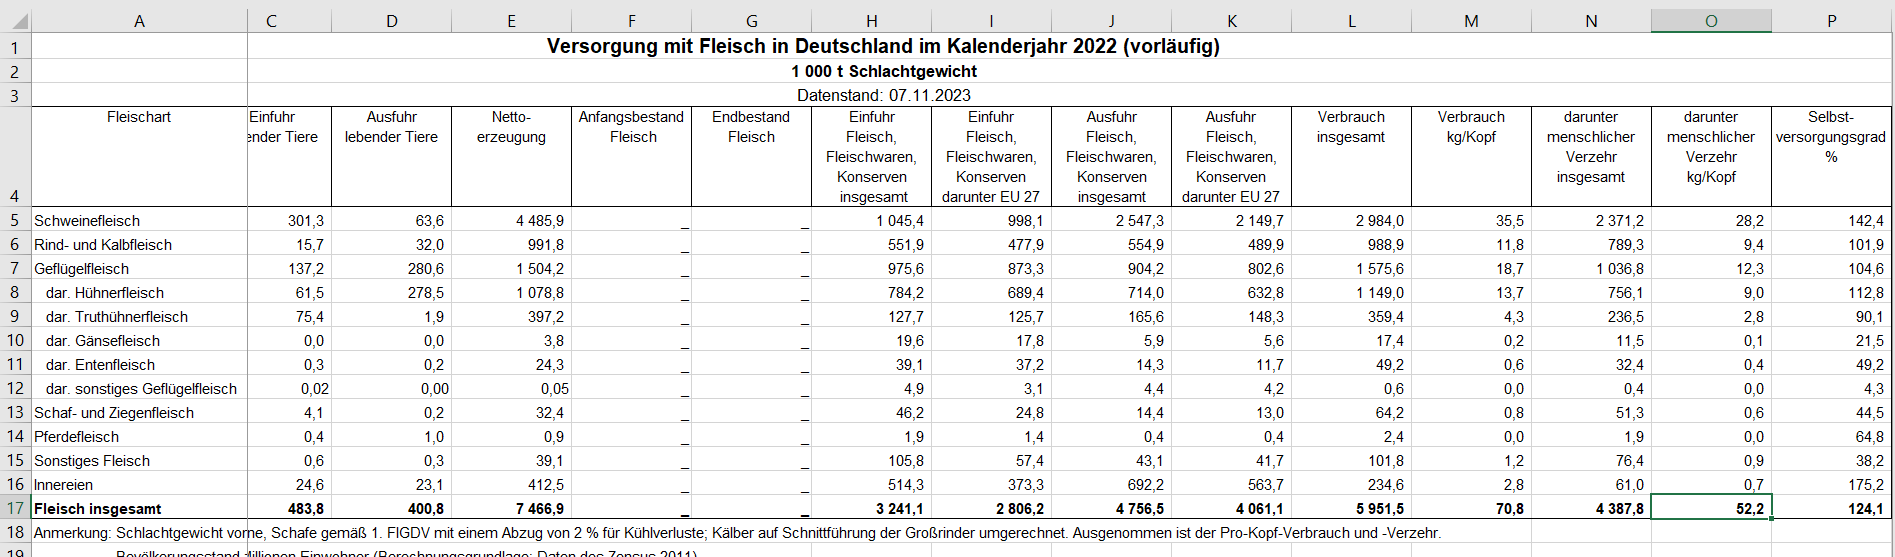 A C D E F G H I J K L M N O P
1 Versorgung mit Fleisch in Deutschland im Kalenderjahr 2022 (vorläufig)
2 1 000 t Schlachtgewicht
3 Datenstand: 07.11.2023
Fleischart Einfuhr Ausfuhr Netto- Anfangsbestand Endbestand Einfuhr Einfuhr Ausfuhr Ausfuhr Verbrauch Verbrauch darunter darunter Selbst-
ender Tiere lebender Tiere erzeugung Fleisch Fleisch Fleisch, Fleisch, Fleisch, Fleisch, insgesamt kg/Kopf menschlicher menschlicher versorgungsgrad
Fleischwaren, Fleischwaren, Fleischwaren, Fleischwaren, Verzehr Verzehr %
Konserven Konserven Konserven Konserven insgesamt kg/Kopf
4 insgesamt darunter EU 27 insgesamt darunter EU 27
5 Schweinefleisch 301,3 63,6 4 485,9 _ _ 1 045,4 998,1 2 547,3 2 149,7 2 984,0 35,5 2 371,2 28,2 142,4
6 Rind- und Kalbfleisch 15,7 32,0 991,8 _ _ 551,9 477,9 554,9 489,9 988,9 11,8 789,3 9,4 101,9
7 Geflügelfleisch 137,2 280,6 1 504,2 _ _ 975,6 873,3 904,2 802,6 1 575,6 18,7 1 036,8 12,3 104,6
8 dar. Hühnerfleisch 61,5 278,5 1 078,8 _ _ 784,2 689,4 714,0 632,8 1 149,0 13,7 756,1 9,0 112,8
9 dar. Truthühnerfleisch 75,4 1,9 397,2 _ _ 127,7 125,7 165,6 148,3 359,4 4,3 236,5 2,8 90,1
10 dar. Gänsefleisch 0,0 0,0 3,8 _ _ 19,6 17,8 5,9 5,6 17,4 0,2 11,5 0,1 21,5
11 dar. Entenfleisch 0,3 0,2 24,3 _ _ 39,1 37,2 14,3 11,7 49,2 0,6 32,4 0,4 49,2
12 dar. sonstiges Geflügelfleisch 0,02 0,00 0,05 _ _ 4,9 3,1 4,4 4,2 0,6 0,0 0,4 0,0 4,3
13 Schaf- und Ziegenfleisch 4,1 0,2 32,4 _ _ 46,2 24,8 14,4 13,0 64,2 0,8 51,3 0,6 44,5
14 Pferdefleisch 0,4 1,0 0,9 _ _ 1,9 1,4 0,4 0,4 2,4 0,0 1,9 0,0 64,8
15 Sonstiges Fleisch 0,6 0,3 39,1 _ _ 105,8 57,4 43,1 41,7 101,8 1,2 76,4 0,9 38,2
16 Innereien 24,6 23,1 412,5 _ _ 514,3 373,3 692,2 563,7 234,6 2,8 61,0 0,7 175,2
17 Fleisch insgesamt 483,8 400,8 7 466,9 _ _ 3 241,1 2 806,2 4 756,5 4 061,1 5 951,5 70,8 4 387,8 52,2 124,1
18 Anmerkung: Schlachtgewicht vorne, Schafe gemäß 1. FlGDV mit einem Abzug von 2 % für Kühlverluste; Kälber auf Schnittführung der Großrinder umgerechnet. Ausgenommen ist der Pro-Kopf-Verbrauch und -Verzehr.
19 Bevölkerungsstand Millionen Einwohner (Berechnungsgrundlage: Daten des Zensus 2011)